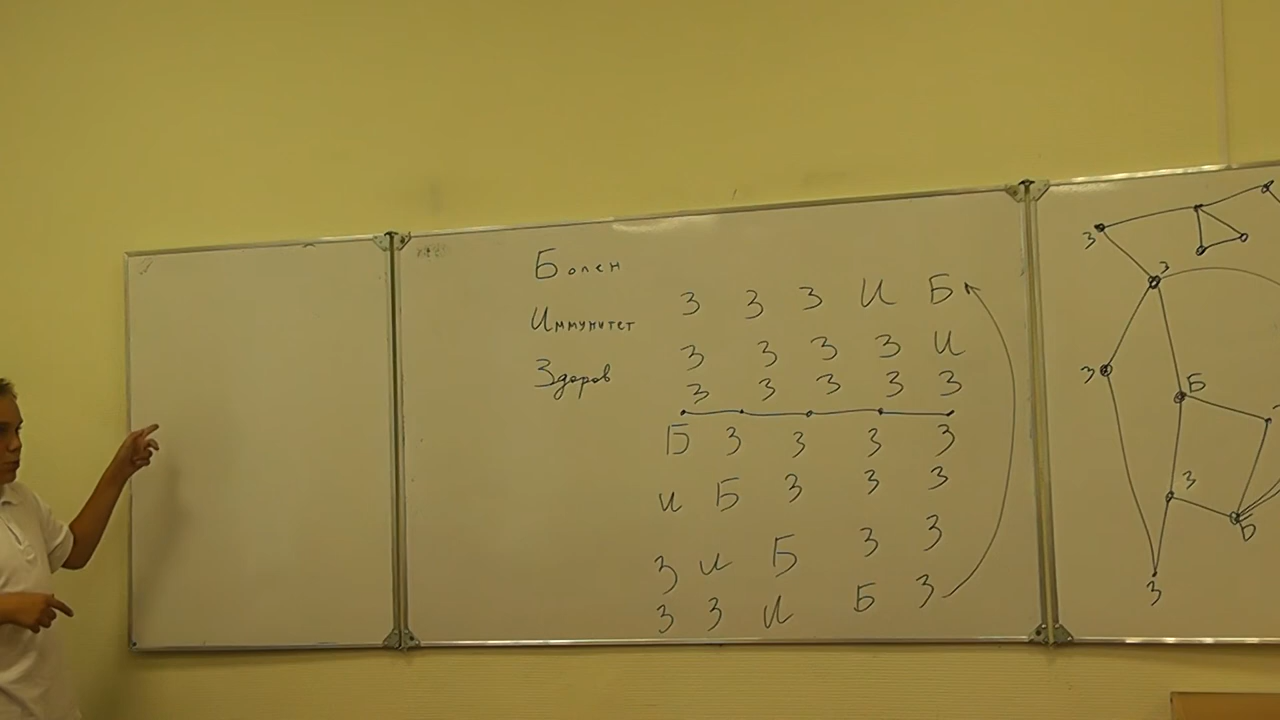 Болен
Иммунитет
Здоров
З З З И Б
З З З З И
З З З З З
Б З З З З
И Б З З З
З И Б З З
З З И Б З
З
З
З
Б
З
Б
З